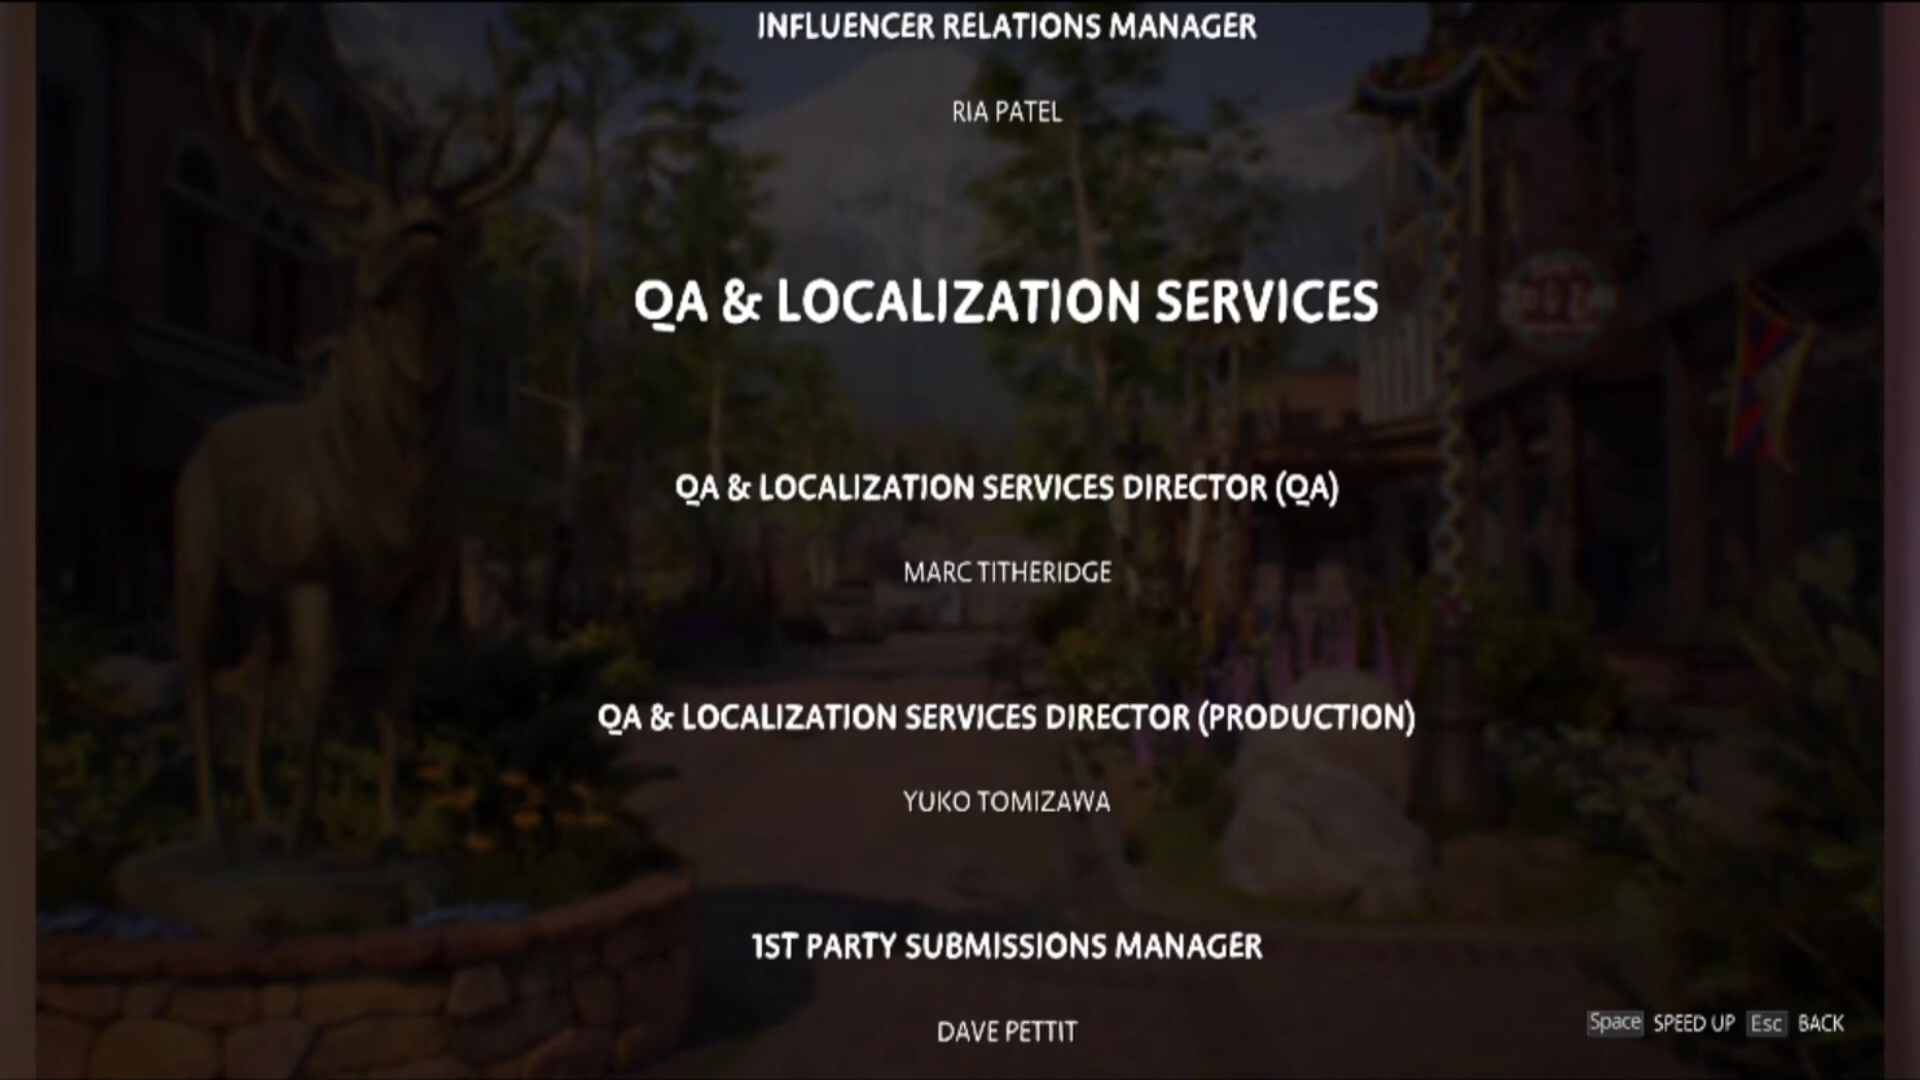 INFLUENCER RELATIONS MANAGER
RIA PATEL
QA & LOCALIZATION SERVICES
QA & LOCALIZATION SERVICES DIRECTOR (QA)
MARC TITHERIDGE
QA & LOCALIZATION SERVICES DIRECTOR (PRODUCTION)
YUKO TOMIZAWA
1ST PARTY SUBMISSIONS MANAGER
DAVE PETTIT
Space SPEED UP Esc BACK